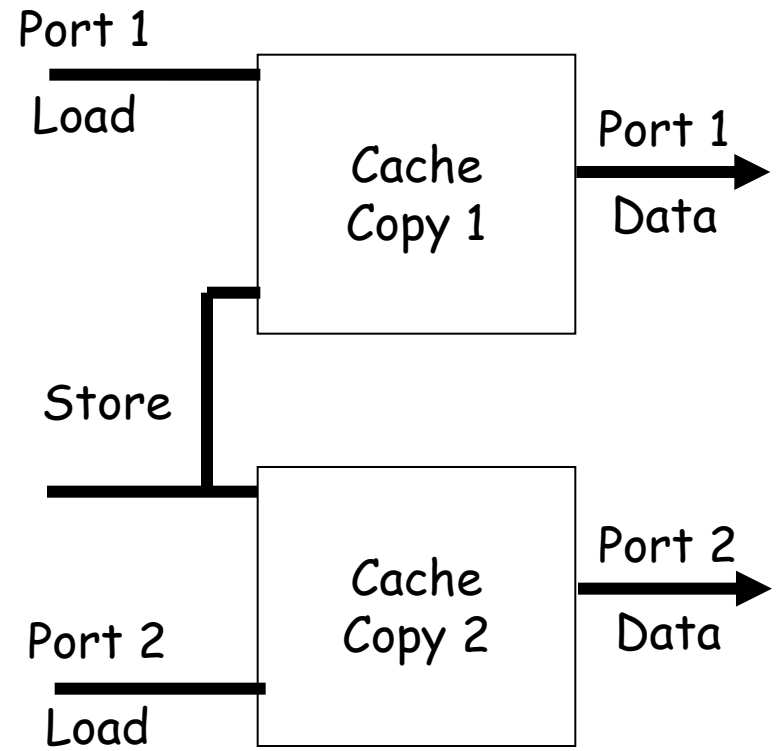 Port 1
Load
Cache
Copy 1
Port 1
Data
Store
Cache
Copy 2
Port 2
Data
Port 2
Load